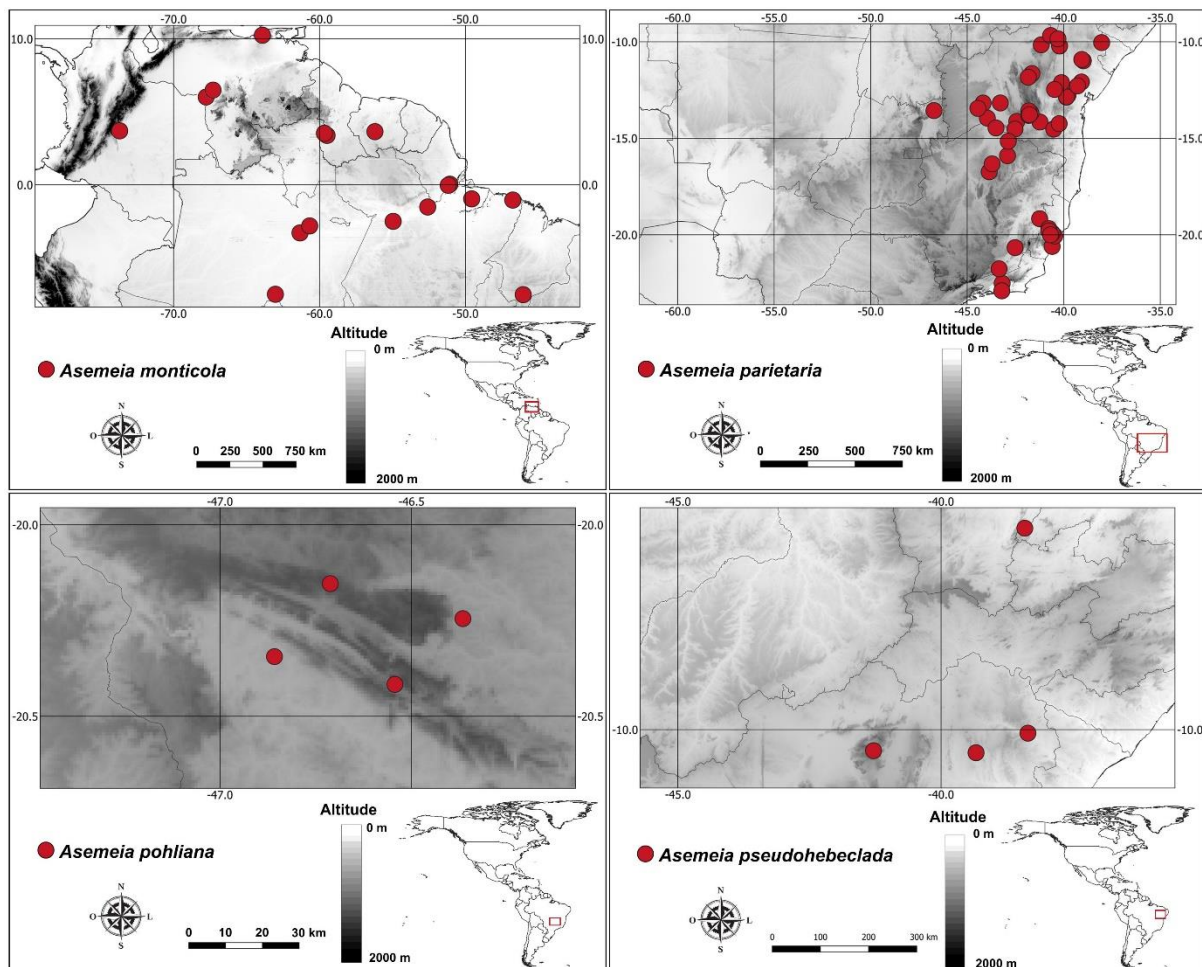 -70.0 -60.0 -50.0
10.0 10.0
0.0 0.0
-70.0 -60.0 -50.0
Altitude
0 m
Asemeia monticola
N
O L
S
0 250 500 750 km
2000 m
-60.0 -55.0 -50.0 -45.0 -40.0 -35.0
-10.0 -10.0
-15.0 -15.0
-20.0 -20.0
-60.0 -55.0 -50.0 -45.0 -40.0 -35.0
Altitude
0 m
Asemeia parietaria
N
O L
S
0 250 500 750 km
2000 m
-47.0 -46.5
-20.0 -20.0
-20.5 -20.5
-47.0 -46.5
Altitude
0 m
Asemeia pohliana
N
O L
S
0 10 20 30 km
2000 m
-45.0 -40.0
-10.0 -10.0
-45.0 -40.0
Altitude
0 m
Asemeia pseudohebeclada
N
O L
S
0 100 200 300 km
2000 m